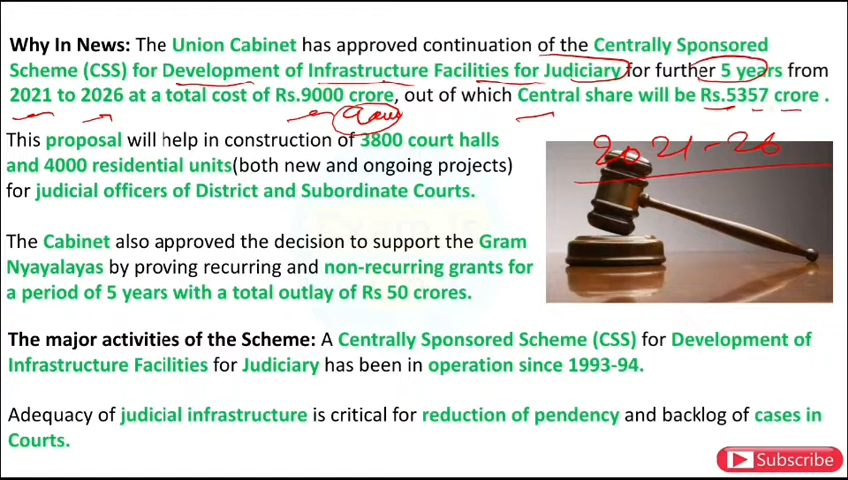 Why In News: The Union Cabinet has approved continuation of the Centrally Sponsored
Scheme (CSS) for Development of Infrastructure Facilities for Judiciary for further 5 years from
2021 to 2026 at a total cost of Rs.9000 crore, out of which Central share will be Rs.5357 crore .
This proposal will help in construction of 3800 court halls
and 4000 residential units(both new and ongoing projects)
for judicial officers of District and Subordinate Courts.
2021-26
The Cabinet also approved the decision to support the Gram
Nyayalayas by proving recurring and non-recurring grants for
a period of 5 years with a total outlay of Rs 50 crores.
The major activities of the Scheme: A Centrally Sponsored Scheme (CSS) for Development of
Infrastructure Facilities for Judiciary has been in operation since 1993-94.
Adequacy of judicial infrastructure is critical for reduction of pendency and backlog of cases in
Courts.
Subscribe